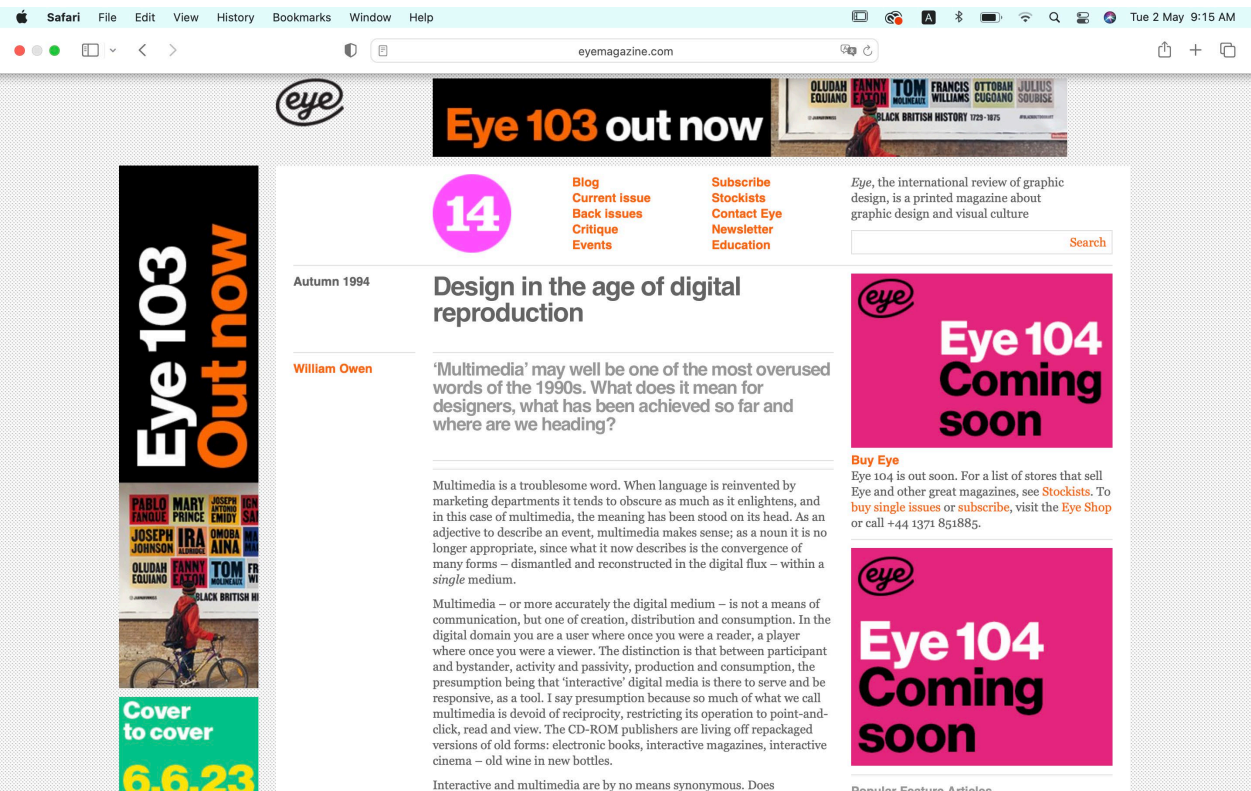 Safari File Edit View History Bookmarks Window Help
A
Tue 2 May 9:15 AM
eyemagazine.com
eye
Eye 103 out now
OLUDAH EQUIANO FANNY EATON TOM MOLINEAUX FRANCIS WILLIAMS OTTOBAH CUGOANO JULIUS SOUBISE
BLACK BRITISH HISTORY 1729-1875
14
Blog
Current issue
Back issues
Critique
Events
Subscribe
Stockists
Contact Eye
Newsletter
Education
Eye, the international review of graphic
design, is a printed magazine about
graphic design and visual culture
Search
Eye 103
Out now
PABLO FANQUE MARY PRINCE JOSEPH ANTONIO EMIDY IGN SAN
JOSEPH JOHNSON IRA ALDRIDGE OMOBA AINA MA
OLUDAH EQUIANO FANNY EATON TOM MOLINEAUX FR WI
BLACK BRITISH HI
Cover
to cover
6.6.23
Autumn 1994
William Owen
Design in the age of digital
reproduction
‘Multimedia’ may well be one of the most overused
words of the 1990s. What does it mean for
designers, what has been achieved so far and
where are we heading?
Multimedia is a troublesome word. When language is reinvented by
marketing departments it tends to obscure as much as it enlightens, and
in this case of multimedia, the meaning has been stood on its head. As an
adjective to describe an event, multimedia makes sense; as a noun it is no
longer appropriate, since what it now describes is the convergence of
many forms – dismantled and reconstructed in the digital flux – within a
single medium.
Multimedia – or more accurately the digital medium – is not a means of
communication, but one of creation, distribution and consumption. In the
digital domain you are a user where once you were a reader, a player
where once you were a viewer. The distinction is that between participant
and bystander, activity and passivity, production and consumption, the
presumption being that ‘interactive’ digital media is there to serve and be
responsive, as a tool. I say presumption because so much of what we call
multimedia is devoid of reciprocity, restricting its operation to point-and-
click, read and view. The CD-ROM publishers are living off repackaged
versions of old forms: electronic books, interactive magazines, interactive
cinema – old wine in new bottles.
Interactive and multimedia are by no means synonymous. Does
eye
Eye 104
Coming
soon
Buy Eye
Eye 104 is out soon. For a list of stores that sell
Eye and other great magazines, see Stockists. To
buy single issues or subscribe, visit the Eye Shop
or call +44 1371 851885.
eye
Eye 104
Coming
soon
Popular Feature Articles